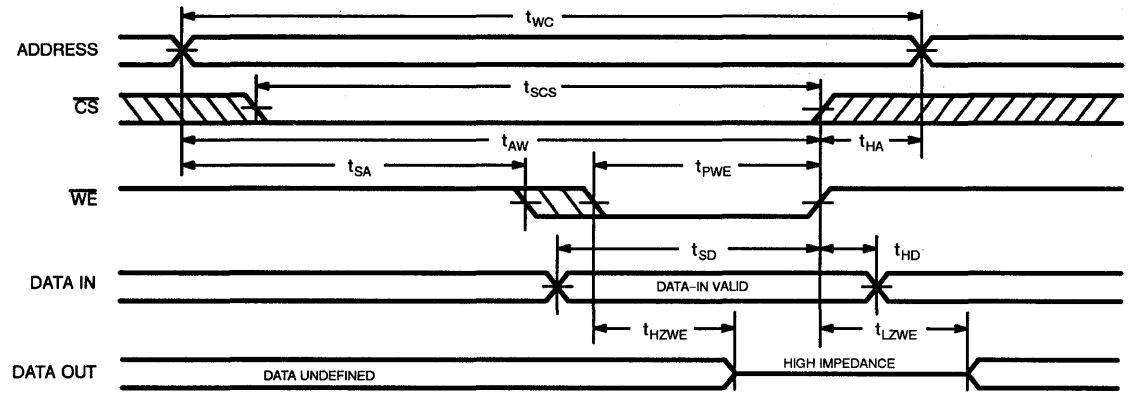 tWC
ADDRESS
tSCS
CS
tAW
tHA
tSA
tPWE
WE
tSD
tHD
DATA IN
DATA-IN VALID
tHZWE
tLZWE
DATA OUT
DATA UNDEFINED
HIGH IMPEDANCE